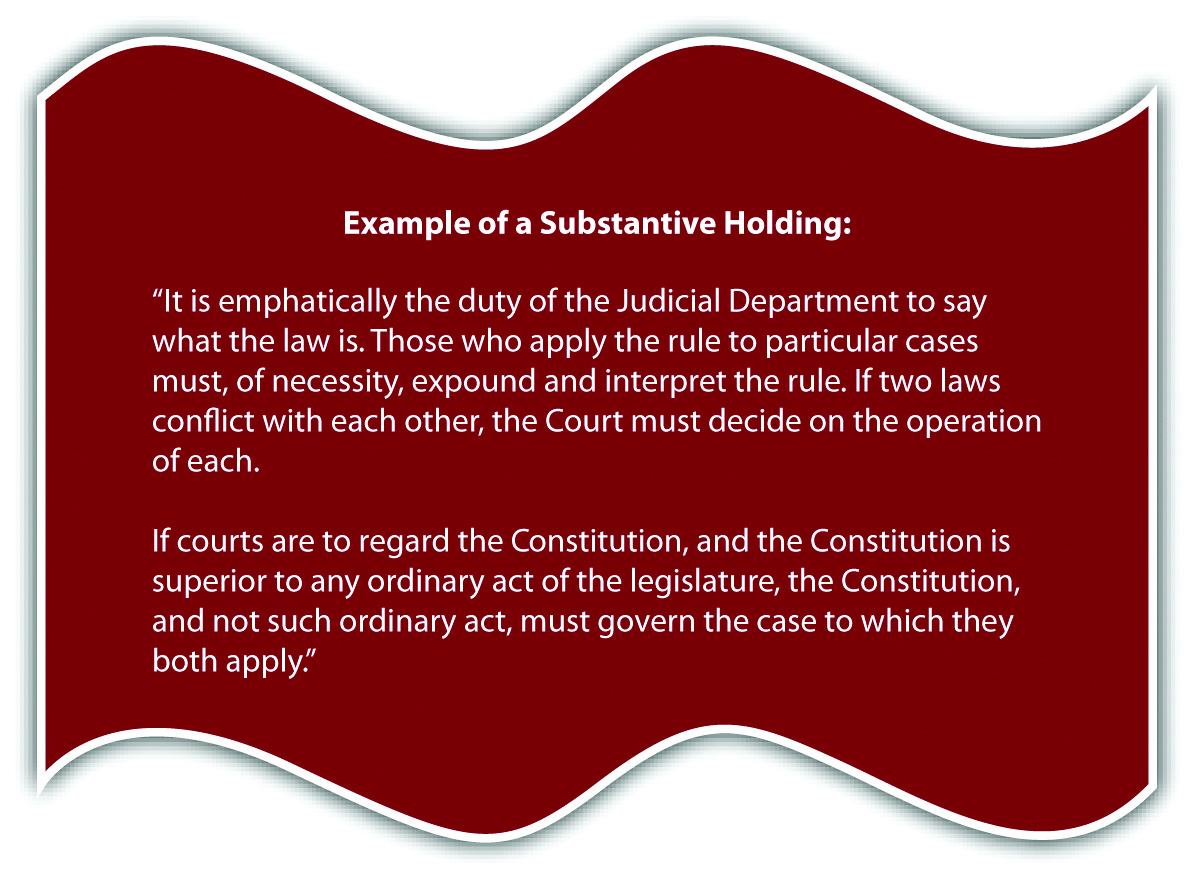 Example of a Substantive Holding:
“It is emphatically the duty of the Judicial Department to say
what the law is. Those who apply the rule to particular cases
must, of necessity, expound and interpret the rule. If two laws
conflict with each other, the Court must decide on the operation
of each.
If courts are to regard the Constitution, and the Constitution is
superior to any ordinary act of the legislature, the Constitution,
and not such ordinary act, must govern the case to which they
both apply.”